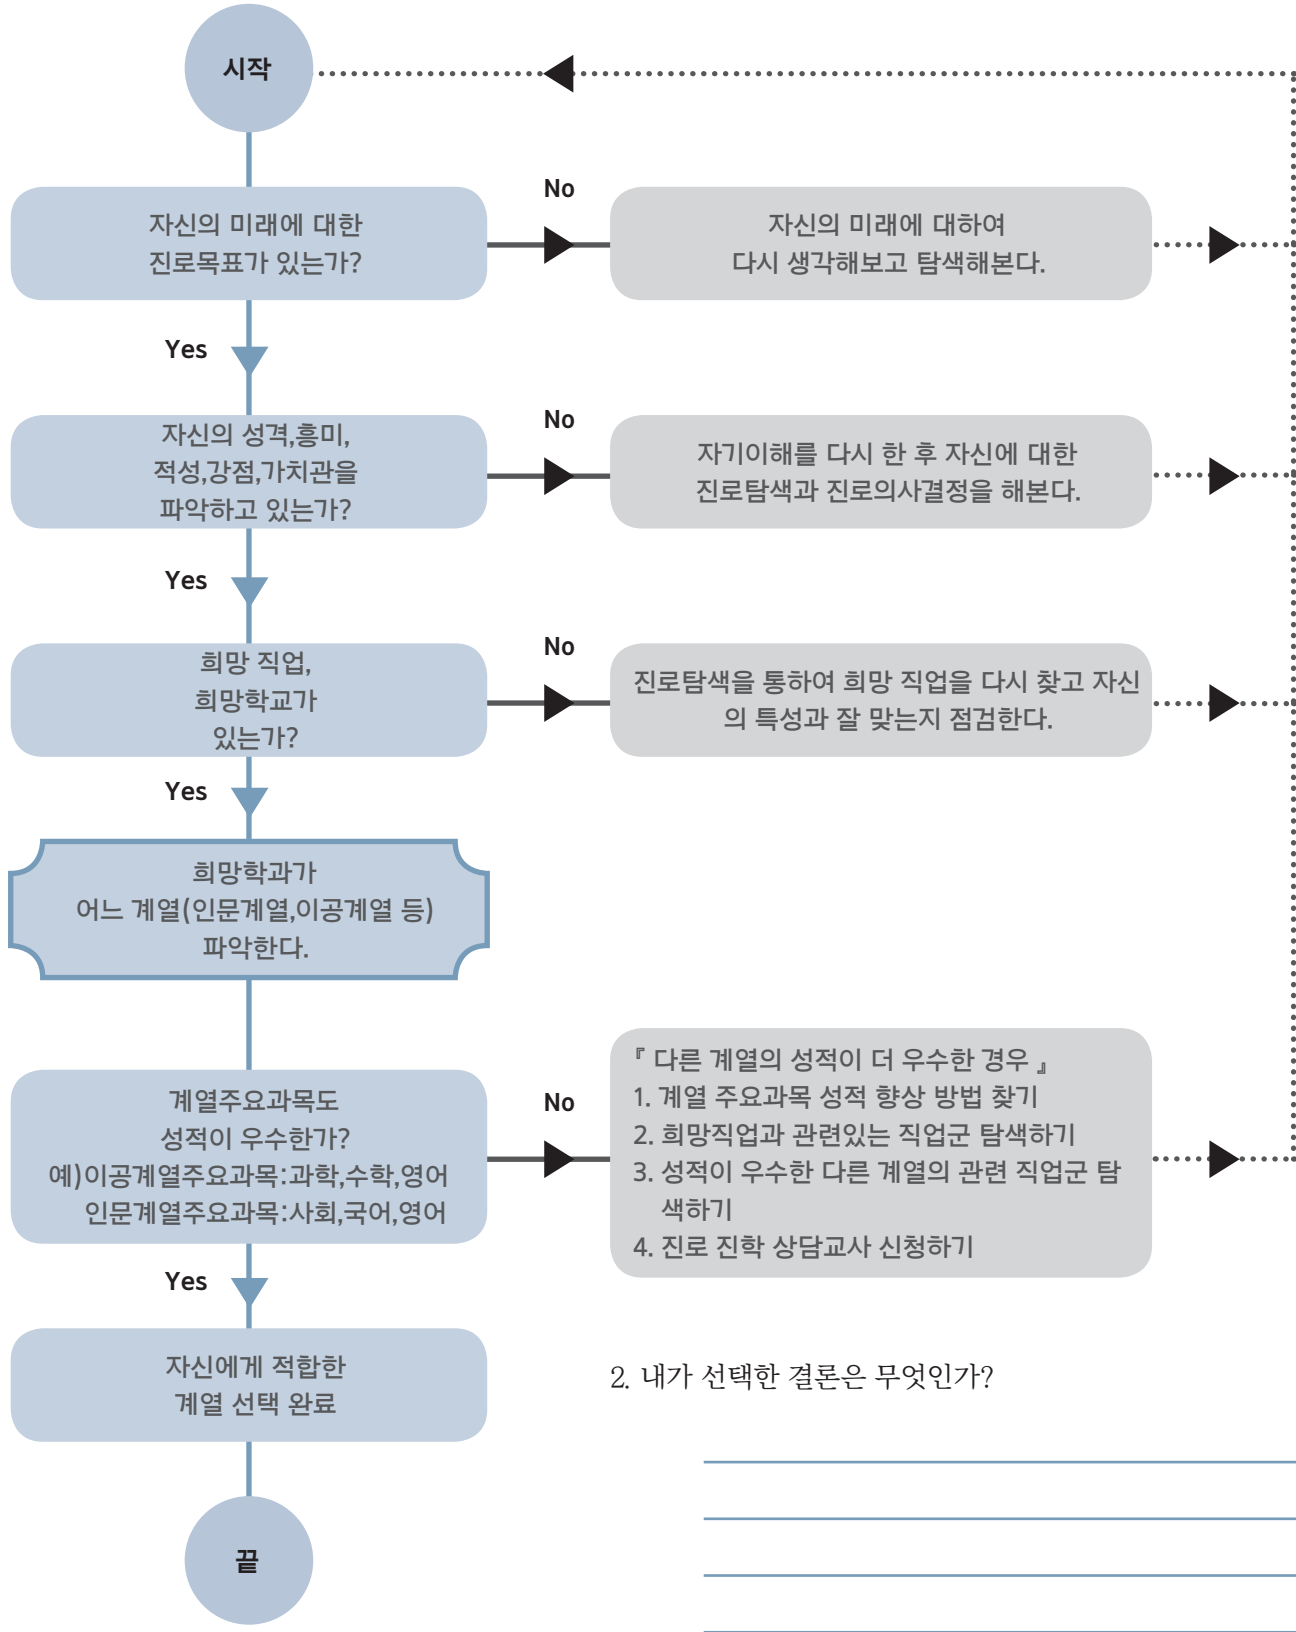 시작
No
자신의 미래에 대한
진로목표가 있는가?
자신의 미래에 대하여
다시 생각해보고 탐색해본다.
Yes
No
자신의 성격,흥미,
적성,강점,가치관을
파악하고 있는가?
자기이해를 다시 한 후 자신에 대한
진로탐색과 진로의사결정을 해본다.
Yes
No
희망 직업,
희망학교가
있는가?
진로탐색을 통하여 희망 직업을 다시 찾고 자신
의 특성과 잘 맞는지 점검한다.
Yes
희망학과가
어느 계열(인문계열,이공계열 등)
파악한다.
No
계열주요과목도
성적이 우수한가?
예)이공계열주요과목:과학,수학,영어
인문계열주요과목:사회,국어,영어
『 다른 계열의 성적이 더 우수한 경우 』
1. 계열 주요과목 성적 향상 방법 찾기
2. 희망직업과 관련있는 직업군 탐색하기
3. 성적이 우수한 다른 계열의 관련 직업군 탐
색하기
4. 진로 진학 상담교사 신청하기
Yes
자신에게 적합한
계열 선택 완료
2. 내가 선택한 결론은 무엇인가?
끝